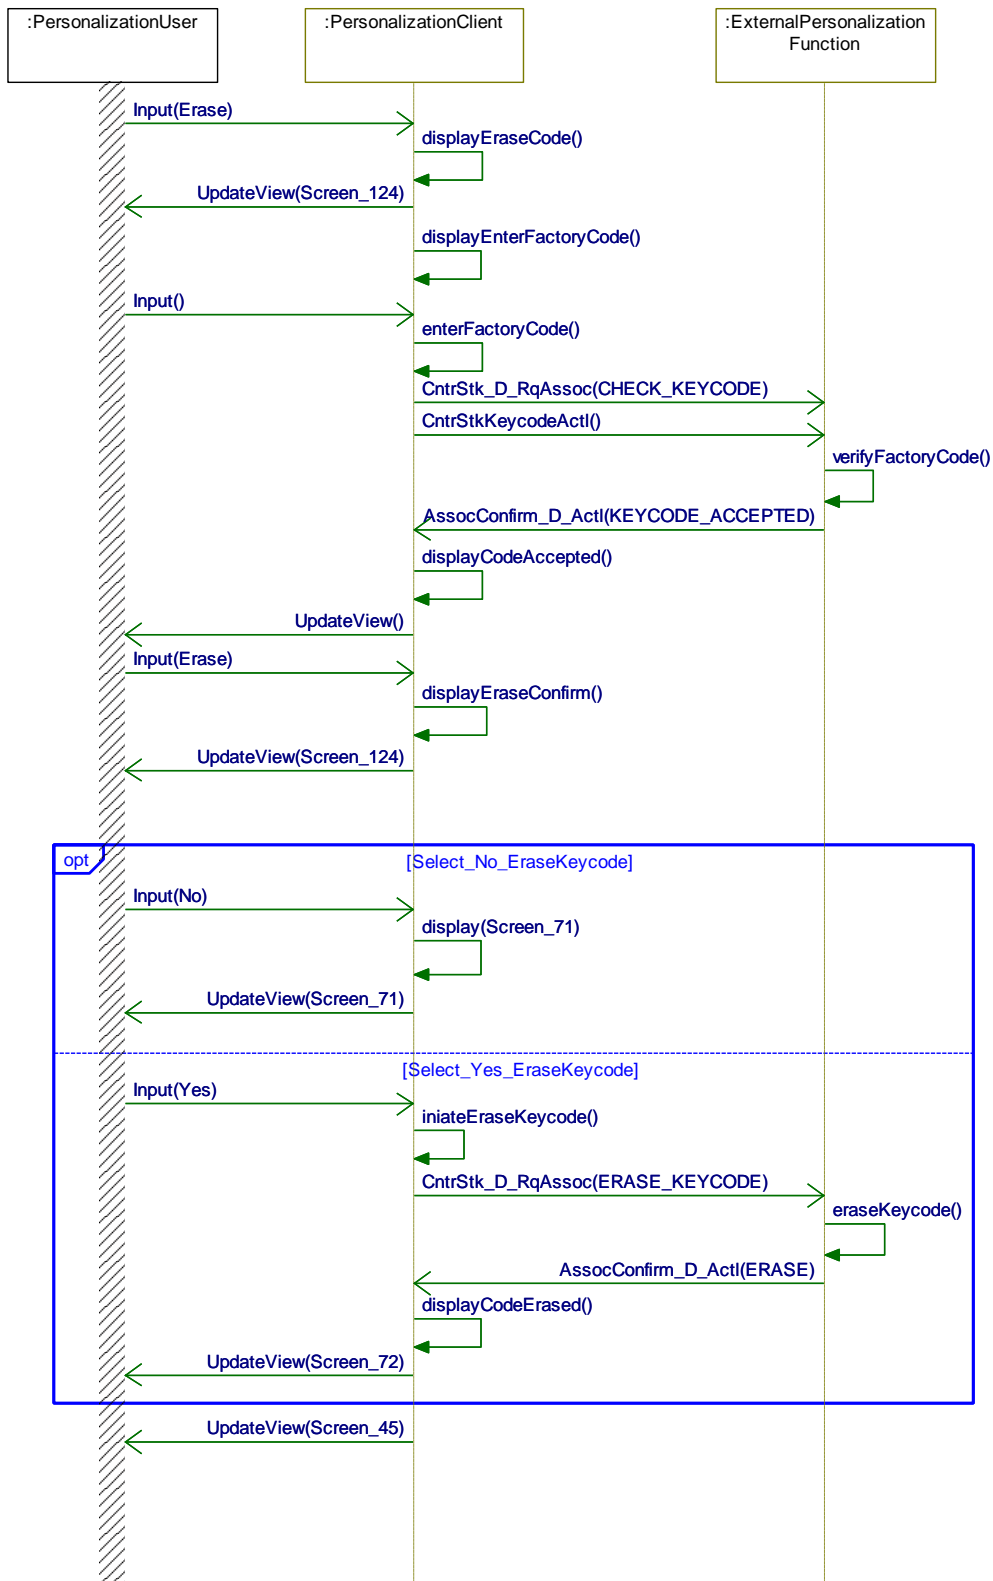 :PersonalizationUser
:PersonalizationClient
:ExternalPersonalization
Function
Input(Erase)
displayEraseCode()
UpdateView(Screen_124)
displayEnterFactoryCode()
Input()
enterFactoryCode()
CntrStk_D_RqAssoc(CHECK_KEYCODE)
CntrStkKeycodeActl()
verifyFactoryCode()
AssocConfirm_D_Actl(KEYCODE_ACCEPTED)
displayCodeAccepted()
UpdateView()
Input(Erase)
displayEraseConfirm()
UpdateView(Screen_124)
opt
[Select_No_EraseKeycode]
Input(No)
display(Screen_71)
UpdateView(Screen_71)
[Select_Yes_EraseKeycode]
Input(Yes)
iniateEraseKeycode()
CntrStk_D_RqAssoc(ERASE_KEYCODE)
eraseKeycode()
AssocConfirm_D_Actl(ERASE)
displayCodeErased()
UpdateView(Screen_72)
UpdateView(Screen_45)